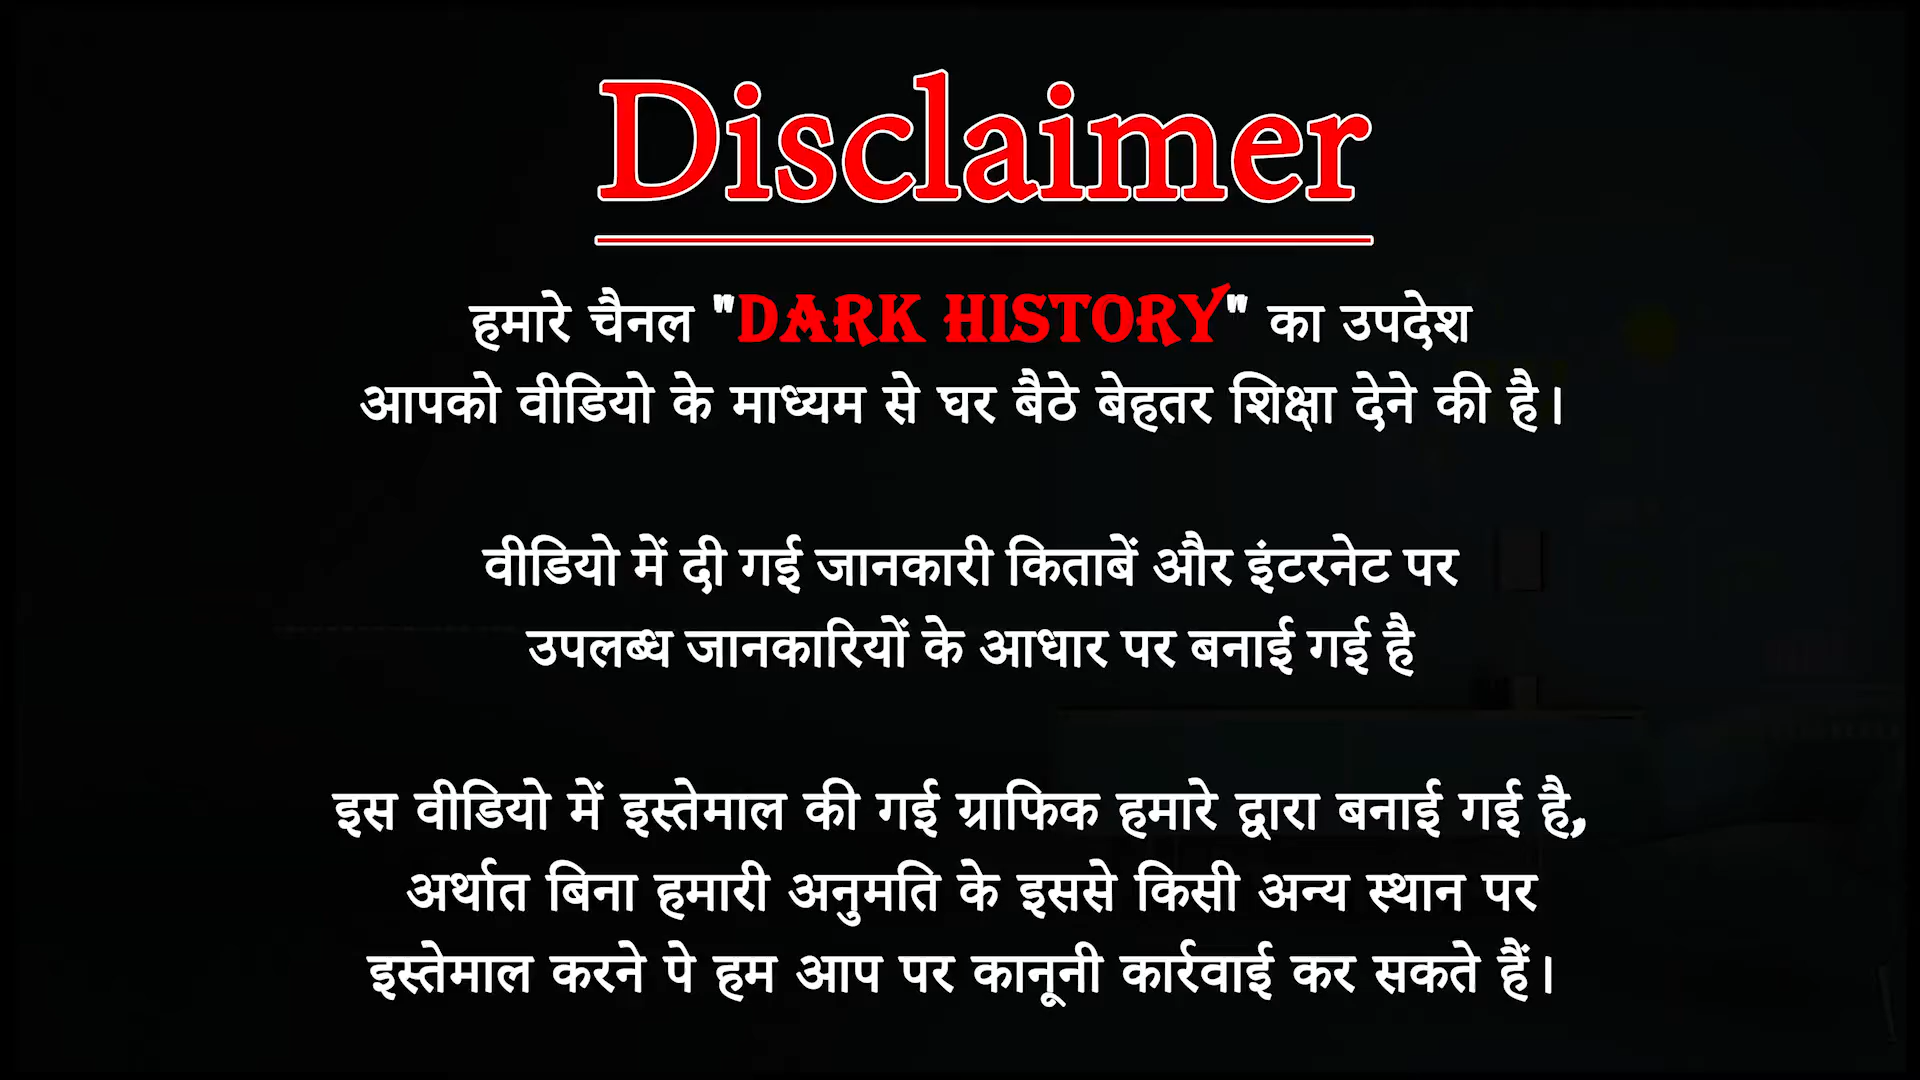 Disclaimer
हमारे चैनल "DARK HISTORY" का उपदेश
आपको वीडियो के माध्यम से घर बैठे बेहतर शिक्षा देने की है।
वीडियो में दी गई जानकारी किताबें और इंटरनेट पर
उपलब्ध जानकारियों के आधार पर बनाई गई है
इस वीडियो में इस्तेमाल की गई ग्राफिक हमारे द्वारा बनाई गई है,
अर्थात बिना हमारी अनुमति के इससे किसी अन्य स्थान पर
इस्तेमाल करने पे हम आप पर कानूनी कार्रवाई कर सकते हैं।